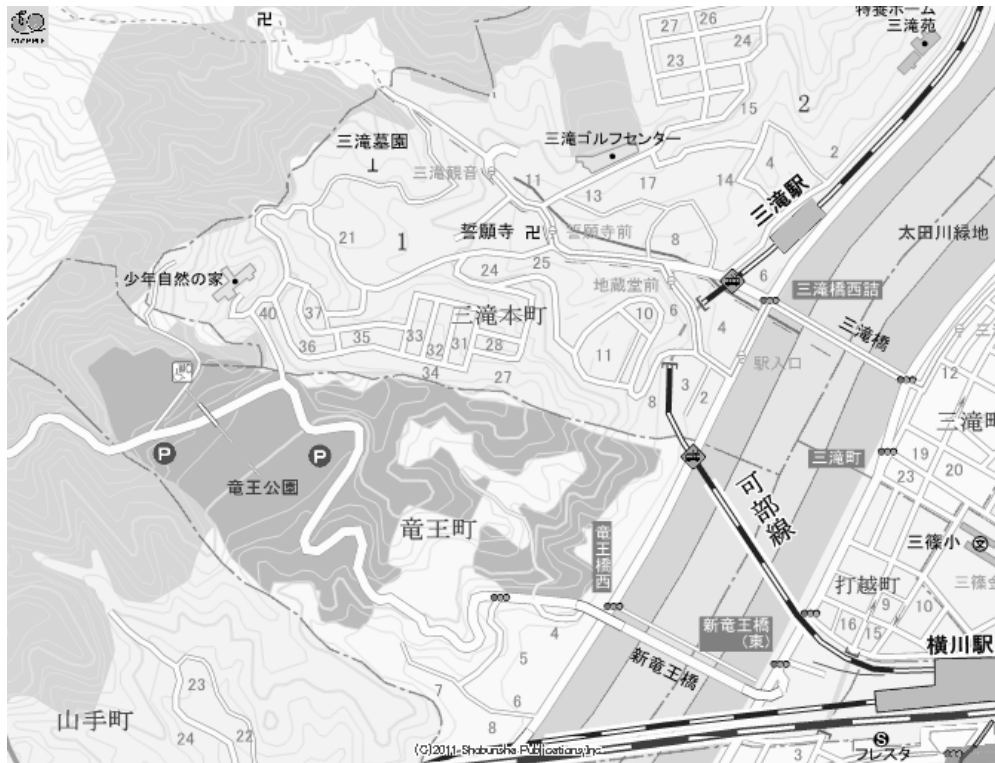 MAPPLE
卍
27
26
24
23
15
2
特養ホーム
三滝苑
三滝墓園
三滝観音
三滝ゴルフセンター
11
13
17
14
4
2
三滝駅
21
1
誓願寺
卍
誓願寺前
8
6
太田川緑地
少年自然の家
24
25
地蔵堂前
三滝橋西詰
40
37
三滝本町
10
6
4
三滝橋
36
35
33
32
31
28
34
27
11
駅入口
3
2
8
12
三滝町
P
P
竜王公園
三滝町
19
20
23
可部線
竜王町
竜王橋西
三篠小
文
打越町
9
10
16
15
新竜王橋
(東)
横川駅
4
5
6
7
8
新竜王橋
23
24
22
山手町
(C)2011 Shobunsha Publications,Inc.
3
S
フレスタ